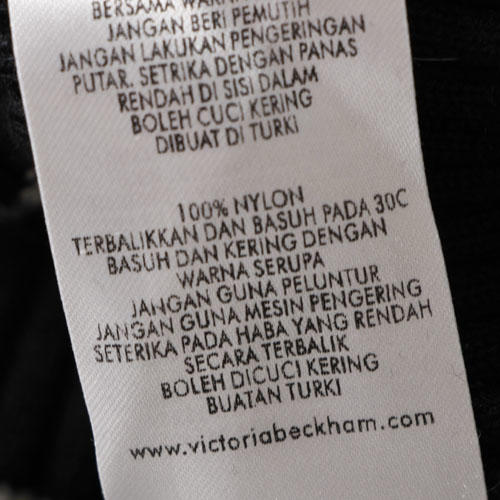 BERSAMA WARNA
JANGAN BERI PEMUTIH
JANGAN LAKUKAN PENGERINGAN
PUTAR. SETRIKA DENGAN PANAS
RENDAH DI SISI DALAM
BOLEH CUCI KERING
DIBUAT DI TURKI
100% NYLON
TERBALIKKAN DAN BASUH PADA 30C
BASUH DAN KERING DENGAN
WARNA SERUPA
JANGAN GUNA PELUNTUR
JANGAN GUNA MESIN PENGERING
SETERIKA PADA HABA YANG RENDAH
SECARA TERBALIK
BOLEH DICUCI KERING
BUATAN TURKI
www.victoriabeckham.com